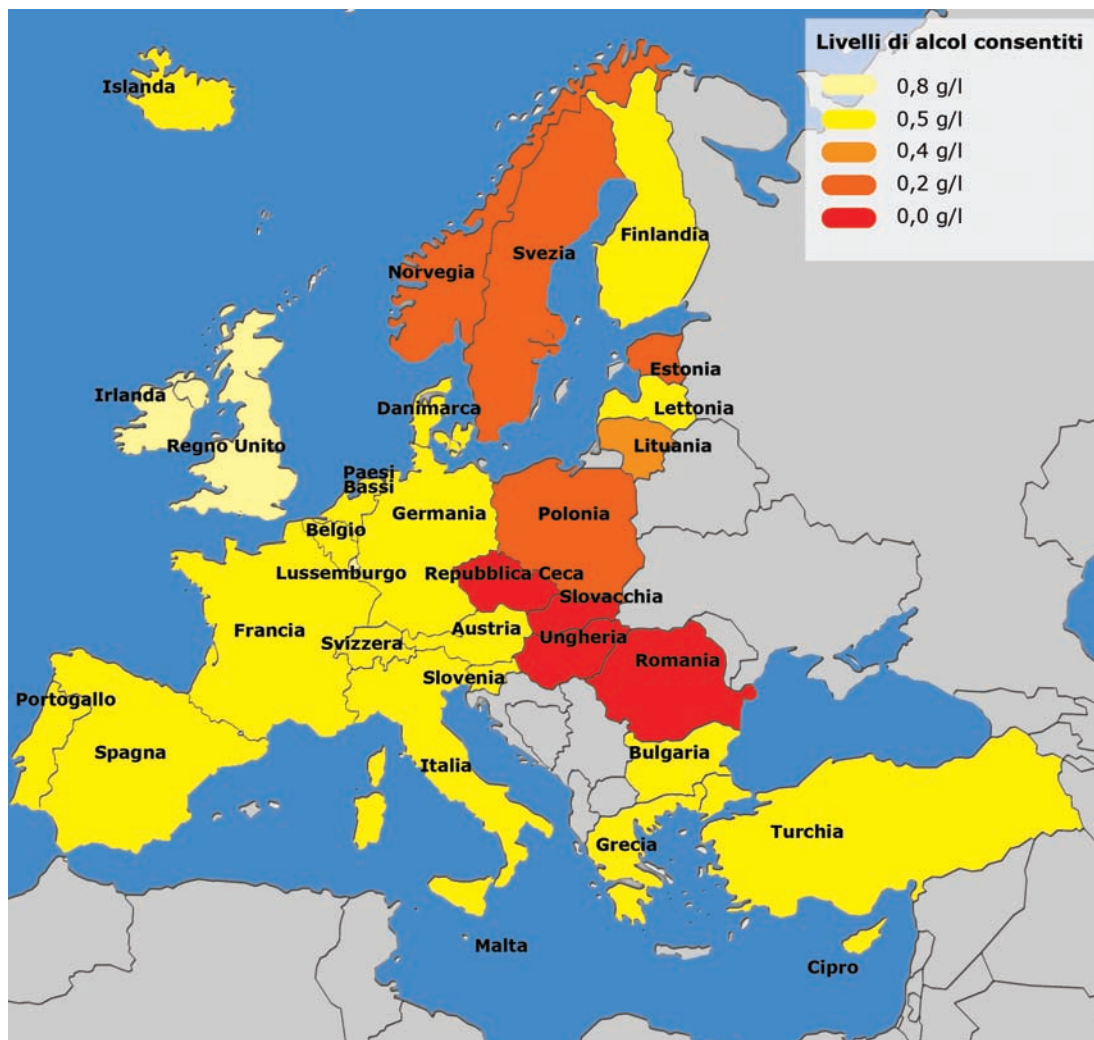 Livelli di alcol consentiti
0,8 g/l
0,5 g/l
0,4 g/l
0,2 g/l
0,0 g/l
Islanda
Finlandia
Svezia
Norvegia
Estonia
Irlanda
Danimarca
Lettonia
Regno Unito
Lituania
Paesi
Bassi
Germania
Polonia
Belgio
Lussemburgo
Repubblica Ceca
Slovacchia
Francia
Austria
Ungheria
Svizzera
Romania
Slovenia
Portogallo
Spagna
Bulgaria
Italia
Turchia
Grecia
Malta
Cipro